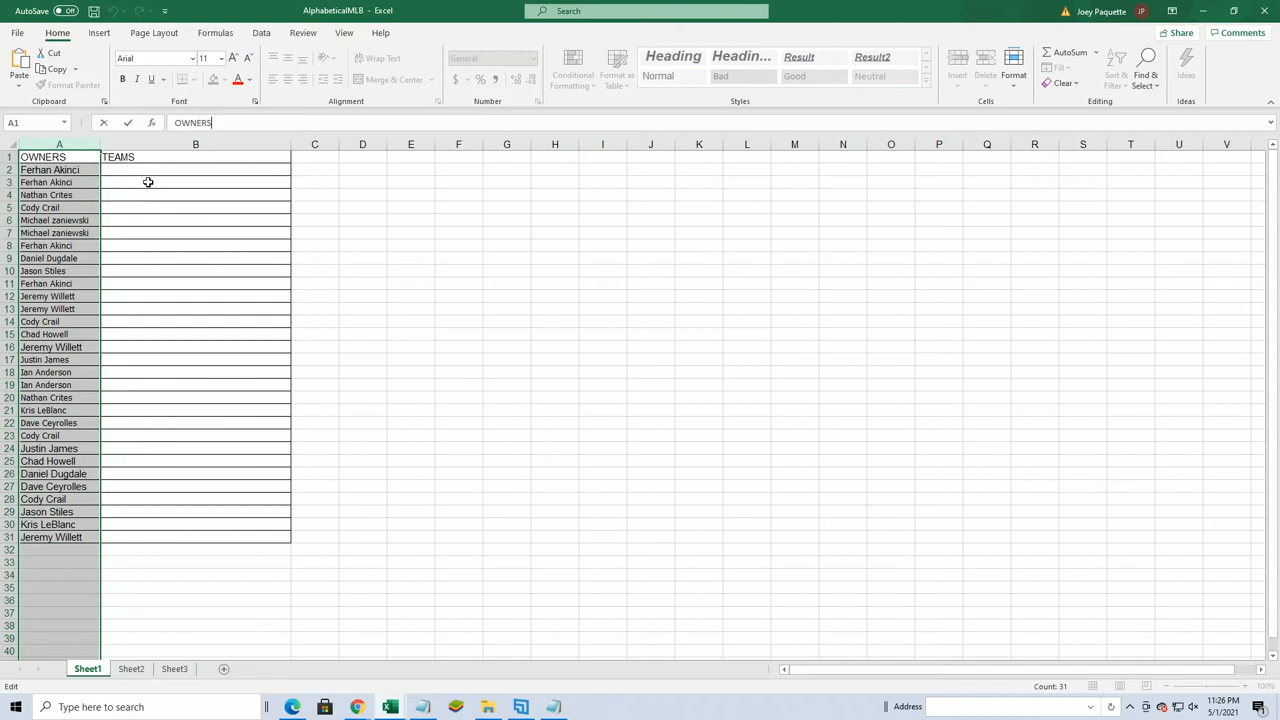 AutoSave Off AlphabeticalMLB - Excel Search Joey Paquette JP
File Home Insert Page Layout Formulas Data Review View Help Share Comments
Paste Cut Copy Format Painter Clipboard
Arial 11 A A B I U A Font
Wrap Text Merge & Center Alignment
General $ % Number
Conditional Formatting Format as Table
Heading Headin... Result Result2
Normal Bad Good Neutral
Styles
Insert Delete Format Cells
AutoSum Fill Clear Sort & Filter Find & Select Editing
Ideas Ideas
A1 fx OWNERS
A B C D E F G H I J K L M N O P Q R S T U V
1 OWNERS TEAMS
2 Ferhan Akinci
3 Ferhan Akinci
4 Nathan Crites
5 Cody Crail
6 Michael zaniewski
7 Michael zaniewski
8 Ferhan Akinci
9 Daniel Dugdale
10 Jason Stiles
11 Ferhan Akinci
12 Jeremy Willett
13 Jeremy Willett
14 Cody Crail
15 Chad Howell
16 Jeremy Willett
17 Justin James
18 Ian Anderson
19 Ian Anderson
20 Nathan Crites
21 Kris LeBlanc
22 Dave Ceyrolles
23 Cody Crail
24 Justin James
25 Chad Howell
26 Daniel Dugdale
27 Dave Ceyrolles
28 Cody Crail
29 Jason Stiles
30 Kris LeBlanc
31 Jeremy Willett
32
33
34
35
36
37
38
39
40
Sheet1 Sheet2 Sheet3
Edit Count: 31 100%
Type here to search Address 11:26 PM
5/1/2021